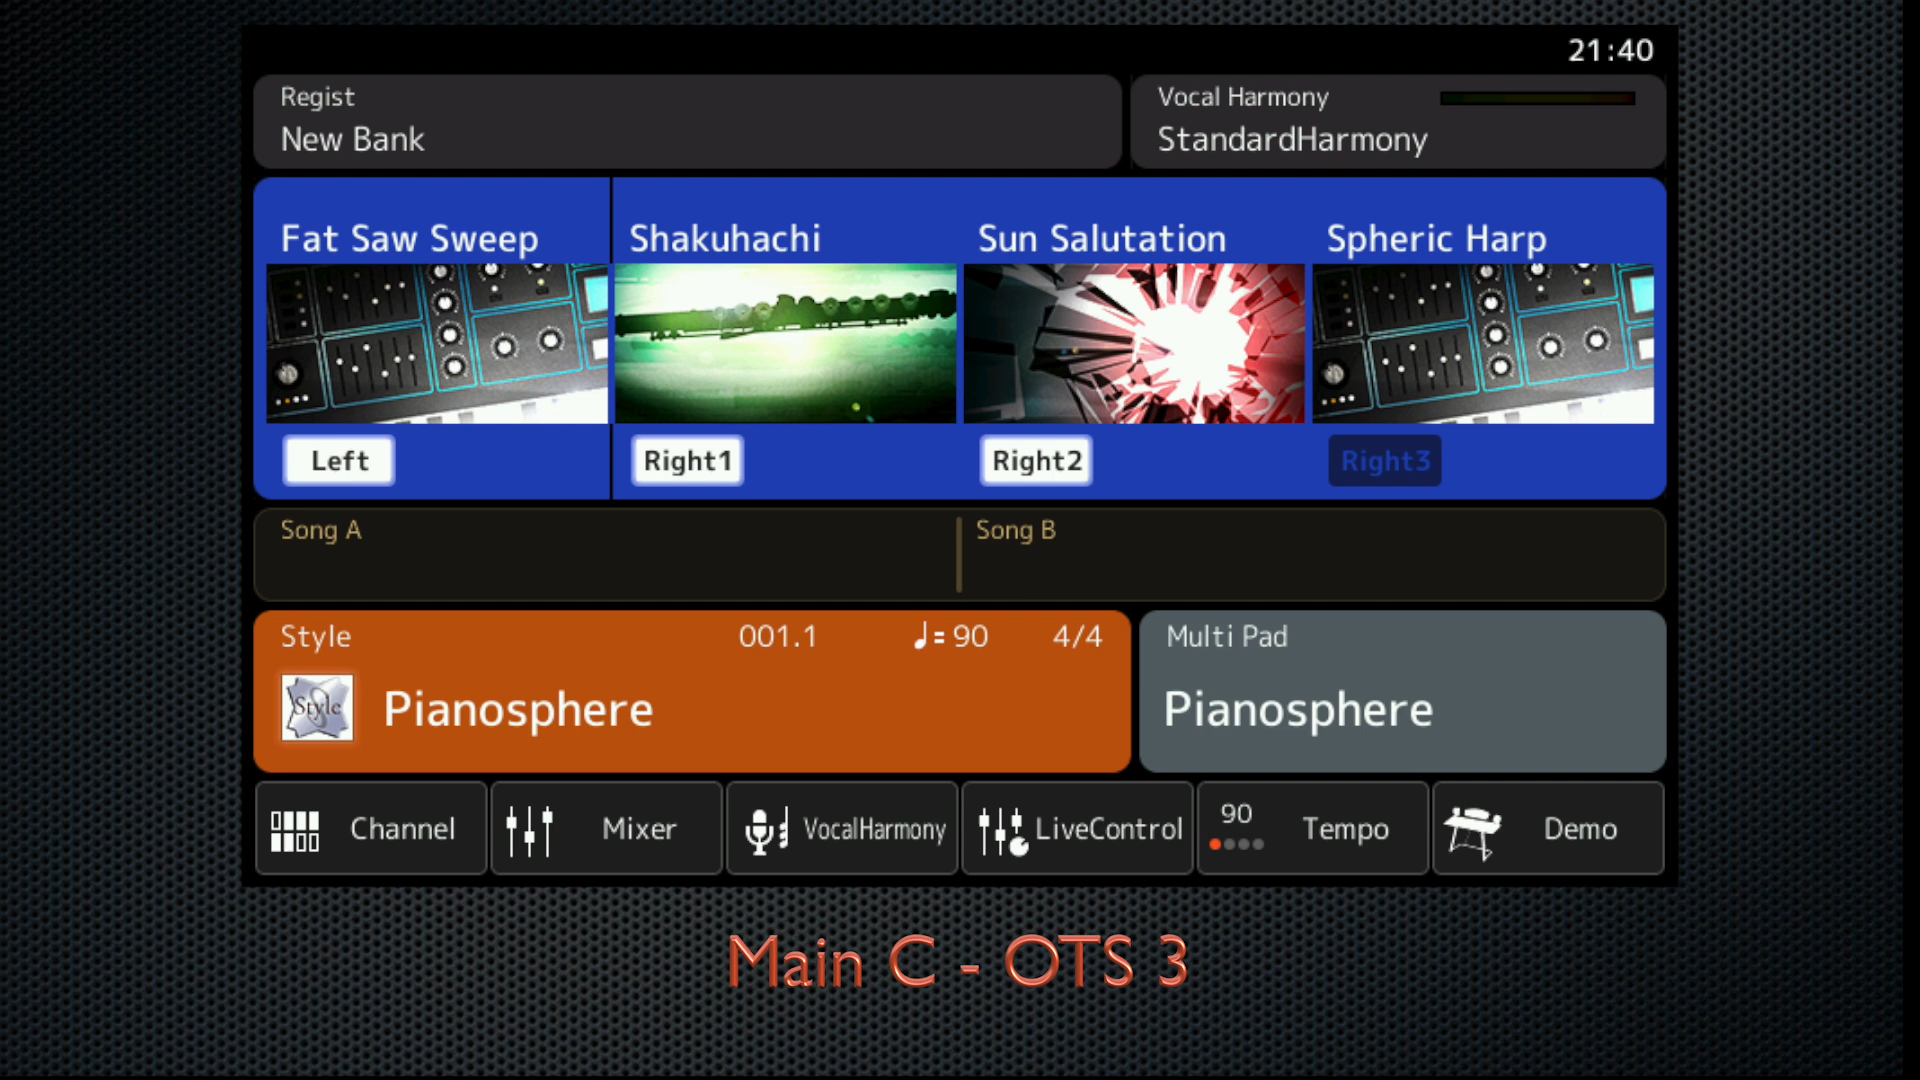 21:40
Regist
New Bank
Vocal Harmony
StandardHarmony
Fat Saw Sweep
Shakuhachi
Sun Salutation
Spheric Harp
Left
Right1
Right2
Right3
Song A
Song B
Style 001.1 ♩= 90 4/4
Style
Pianosphere
Multi Pad
Pianosphere
Channel
Mixer
VocalHarmony
LiveControl
90
Tempo
Demo
Main C - OTS 3